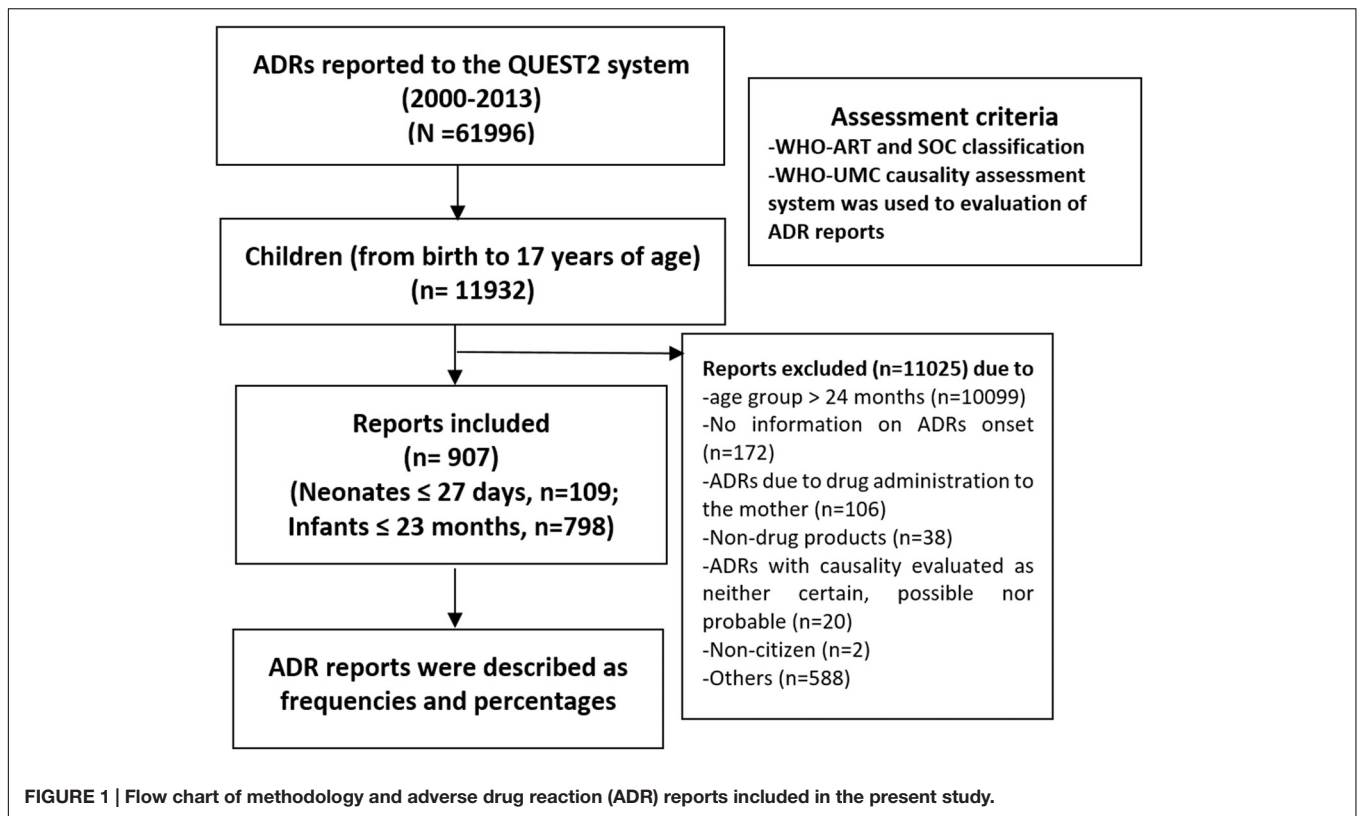 ADRs reported to the QUEST2 system
(2000-2013)
(N =61996)
Assessment criteria
-WHO-ART and SOC classification
-WHO-UMC causality assessment
system was used to evaluation of
ADR reports
Children (from birth to 17 years of age)
(n= 11932)
Reports excluded (n=11025) due to
-age group > 24 months (n=10099)
-No information on ADRs onset
(n=172)
-ADRs due to drug administration to
the mother (n=106)
-Non-drug products (n=38)
-ADRs with causality evaluated as
neither certain, possible nor
probable (n=20)
-Non-citizen (n=2)
-Others (n=588)
Reports included
(n= 907)
(Neonates ≤ 27 days, n=109;
Infants ≤ 23 months, n=798)
ADR reports were described as
frequencies and percentages
FIGURE 1 | Flow chart of methodology and adverse drug reaction (ADR) reports included in the present study.